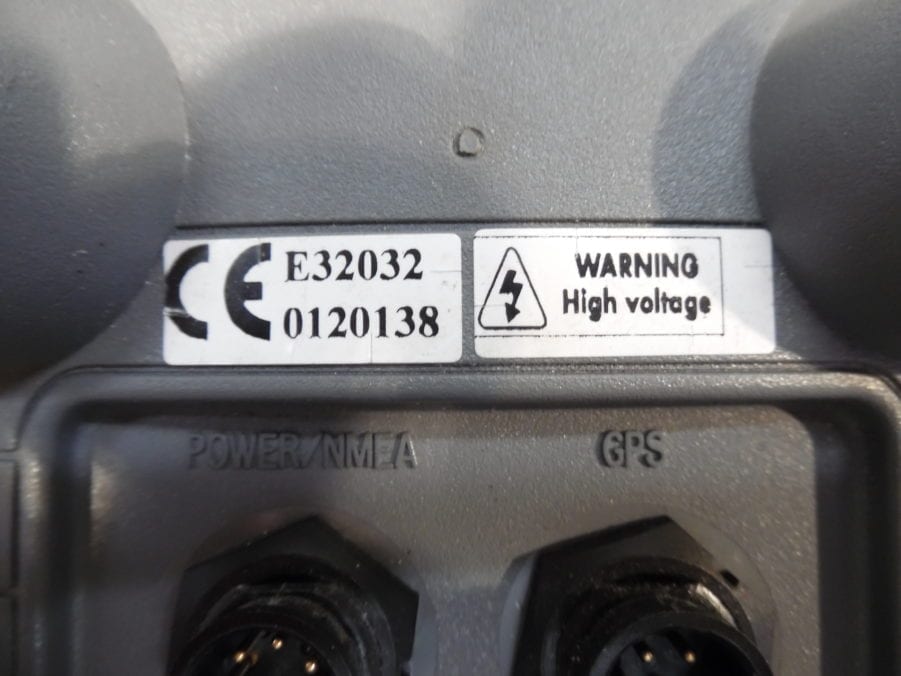 CE E32032
0120138
WARNING
High voltage
POWER/NMEA
GPS